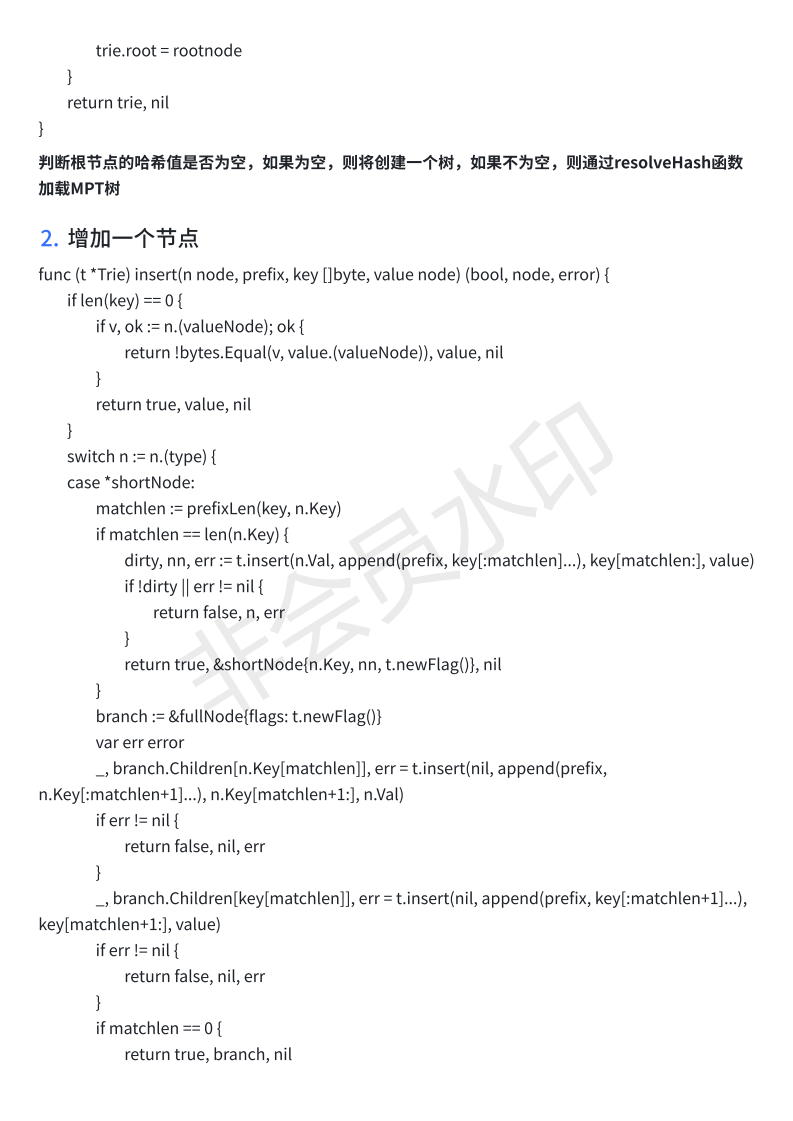 trie.root = rootnode
}
return trie, nil
}
判断根节点的哈希值是否为空，如果为空，则将创建一个树，如果不为空，则通过resolveHash函数
加载MPT树
2. 增加一个节点
func (t *Trie) insert(n node, prefix, key []byte, value node) (bool, node, error) {
if len(key) == 0 {
if v, ok := n.(valueNode); ok {
return !bytes.Equal(v, value.(valueNode)), value, nil
}
return true, value, nil
}
switch n := n.(type) {
case *shortNode:
matchlen := prefixLen(key, n.Key)
if matchlen == len(n.Key) {
dirty, nn, err := t.insert(n.Val, append(prefix, key[:matchlen]...), key[matchlen:], value)
if !dirty || err != nil {
return false, n, err
}
return true, &shortNode{n.Key, nn, t.newFlag()}, nil
}
branch := &fullNode{flags: t.newFlag()}
var err error
_, branch.Children[n.Key[matchlen]], err = t.insert(nil, append(prefix,
n.Key[:matchlen+1]...), n.Key[matchlen+1:], n.Val)
if err != nil {
return false, nil, err
}
_, branch.Children[key[matchlen]], err = t.insert(nil, append(prefix, key[:matchlen+1]...),
key[matchlen+1:], value)
if err != nil {
return false, nil, err
}
if matchlen == 0 {
return true, branch, nil
非会员水印